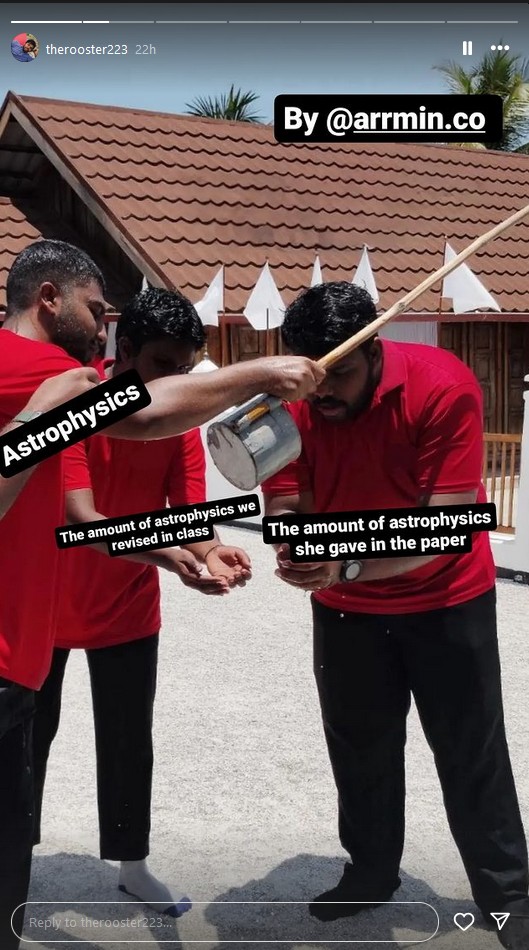 therooster223 22h
By @arrmin.co
Astrophysics
The amount of astrophysics we
revised in class
The amount of astrophysics
she gave in the paper
Reply to therooster223...